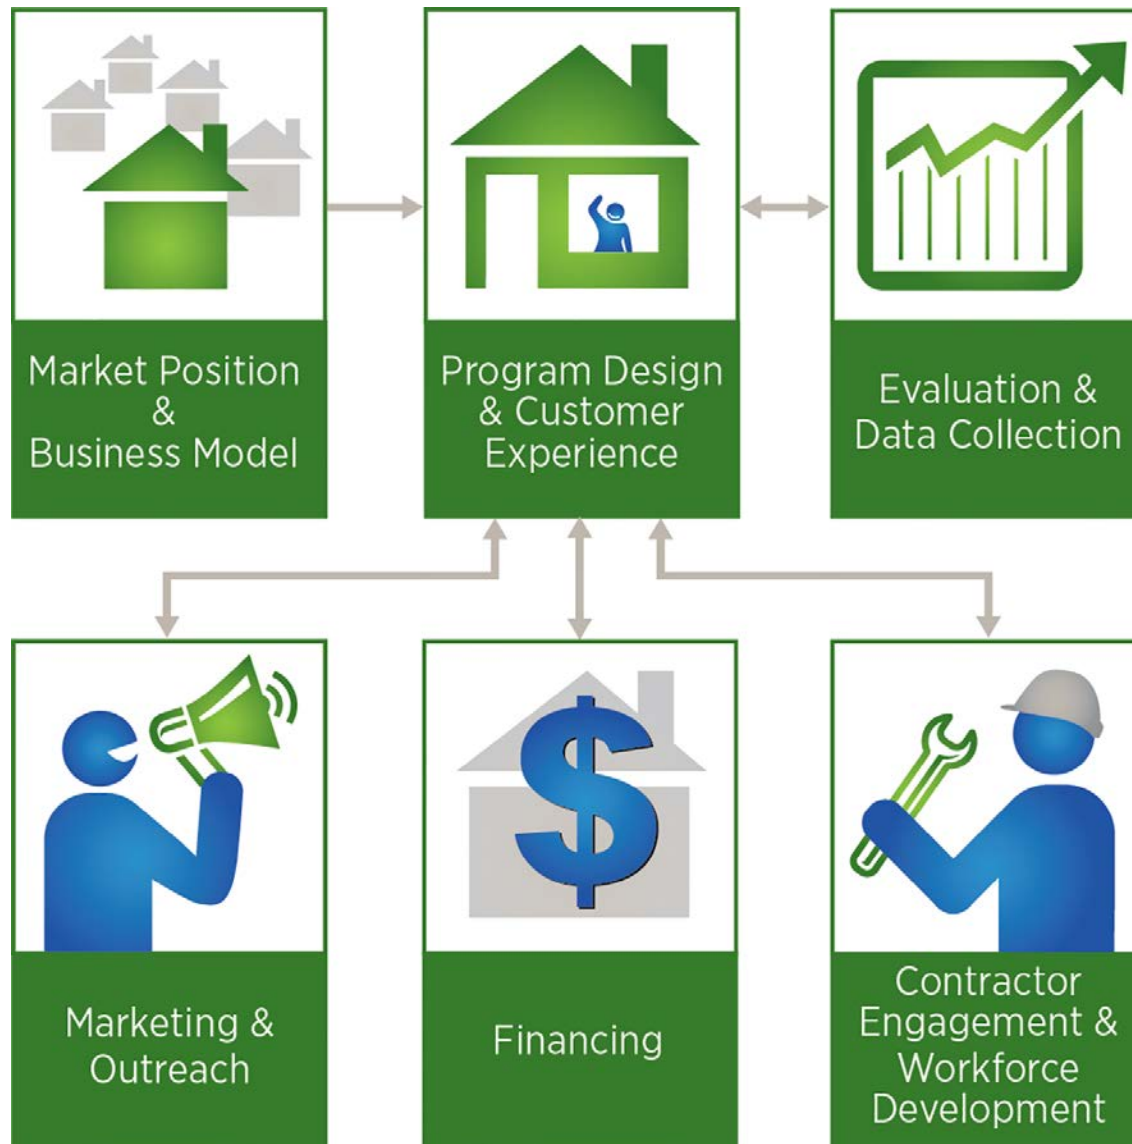 Market Position
&
Business Model
Program Design
& Customer
Experience
Evaluation &
Data Collection
Marketing &
Outreach
$
Financing
Contractor
Engagement &
Workforce
Development